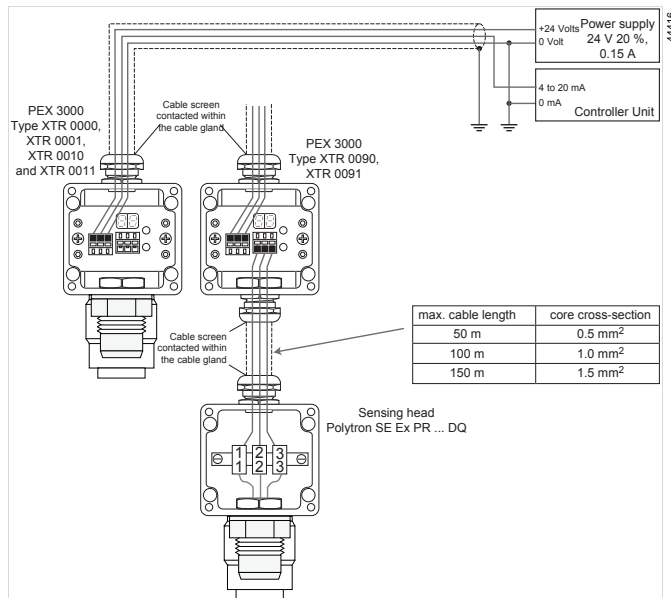 +24 Volts
0 Volt
Power supply
24 V 20 %,
0.15 A
44416
4 to 20 mA
0 mA
Controller Unit
PEX 3000
Type XTR 0000,
XTR 0001,
XTR 0010
and XTR 0011
Cable screen
contacted within
the cable gland
PEX 3000
Type XTR 0090,
XTR 0091
88
88
Cable screen
contacted within
the cable gland
max. cable length core cross-section
50 m 0.5 mm²
100 m 1.0 mm²
150 m 1.5 mm²
Sensing head
Polytron SE Ex PR ... DQ
1 2 3
1 2 3